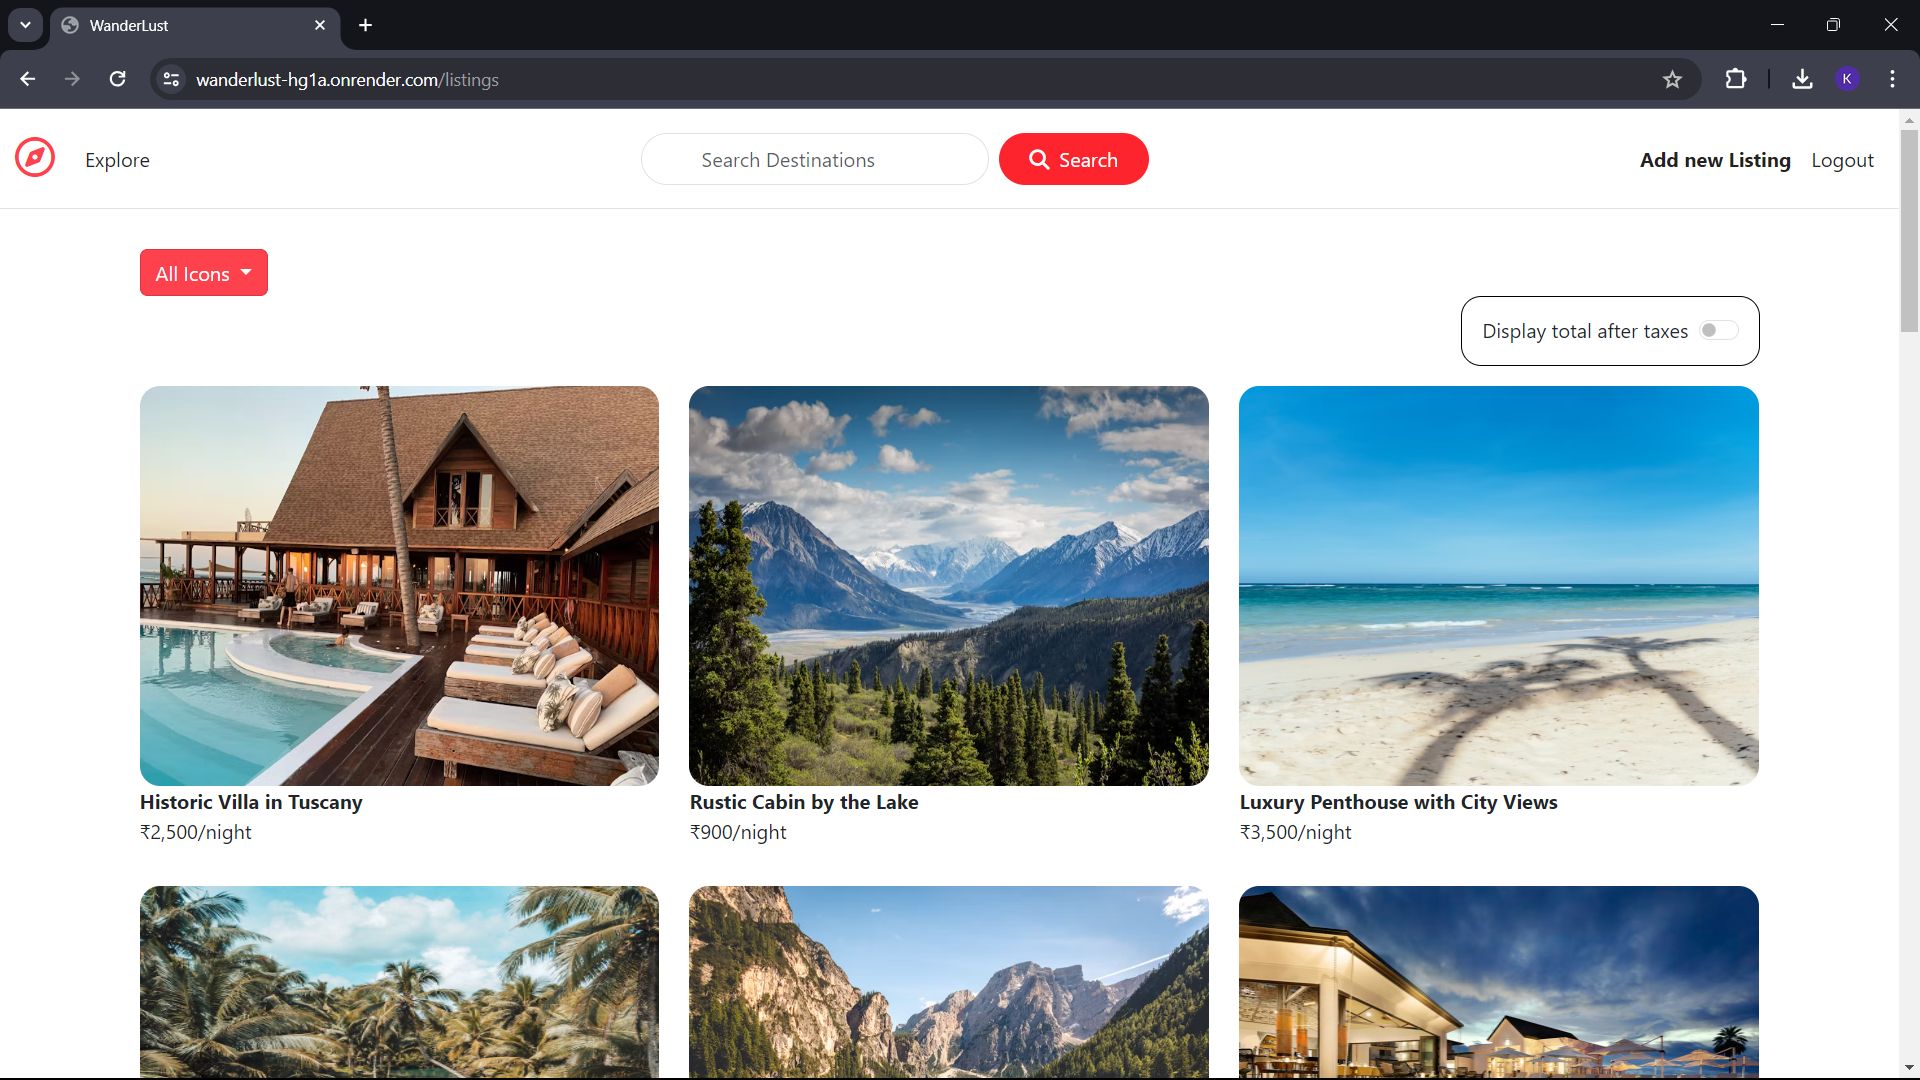 WanderLust
wanderlust-hg1a.onrender.com/listings
K
Explore
Search Destinations
Search
Add new Listing
Logout
All Icons
Display total after taxes
Historic Villa in Tuscany
₹2,500/night
Rustic Cabin by the Lake
₹900/night
Luxury Penthouse with City Views
₹3,500/night